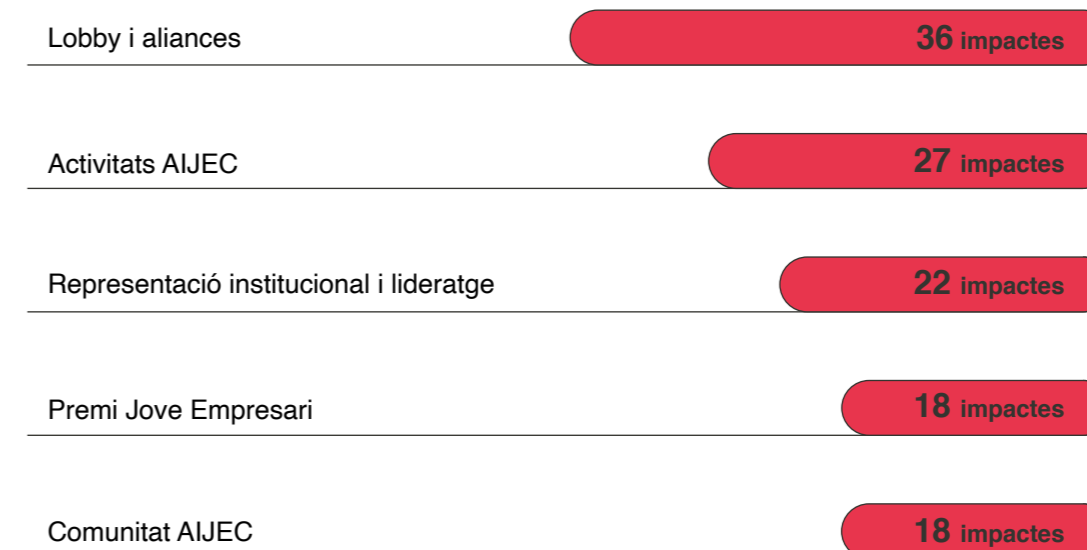 Lobby i aliances 36 impactes
Activitats AIJEC 27 impactes
Representació institucional i lideratge 22 impactes
Premi Jove Empresari 18 impactes
Comunitat AIJEC 18 impactes